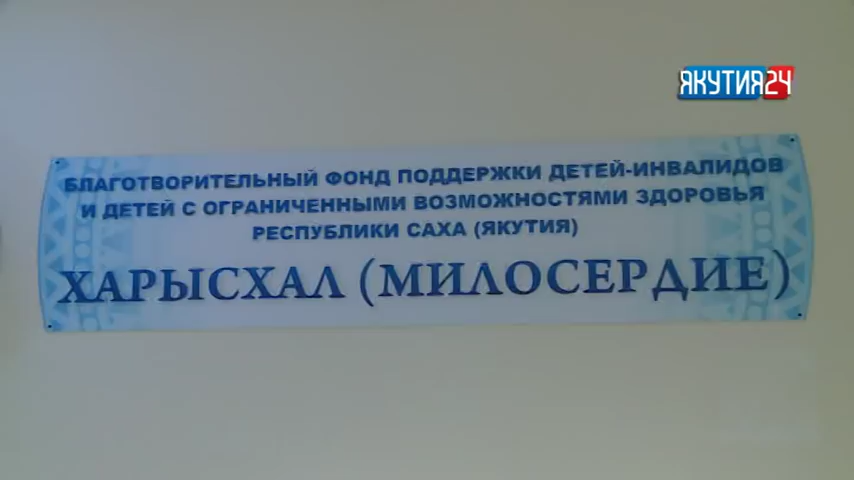 ЯКУТИЯ24
БЛАГОТВОРИТЕЛЬНЫЙ ФОНД ПОДДЕРЖКИ ДЕТЕЙ-ИНВАЛИДОВ
И ДЕТЕЙ С ОГРАНИЧЕННЫМИ ВОЗМОЖНОСТЯМИ ЗДОРОВЬЯ
РЕСПУБЛИКИ САХА (ЯКУТИЯ)
ХАРЫСХАЛ (МИЛОСЕРДИЕ)